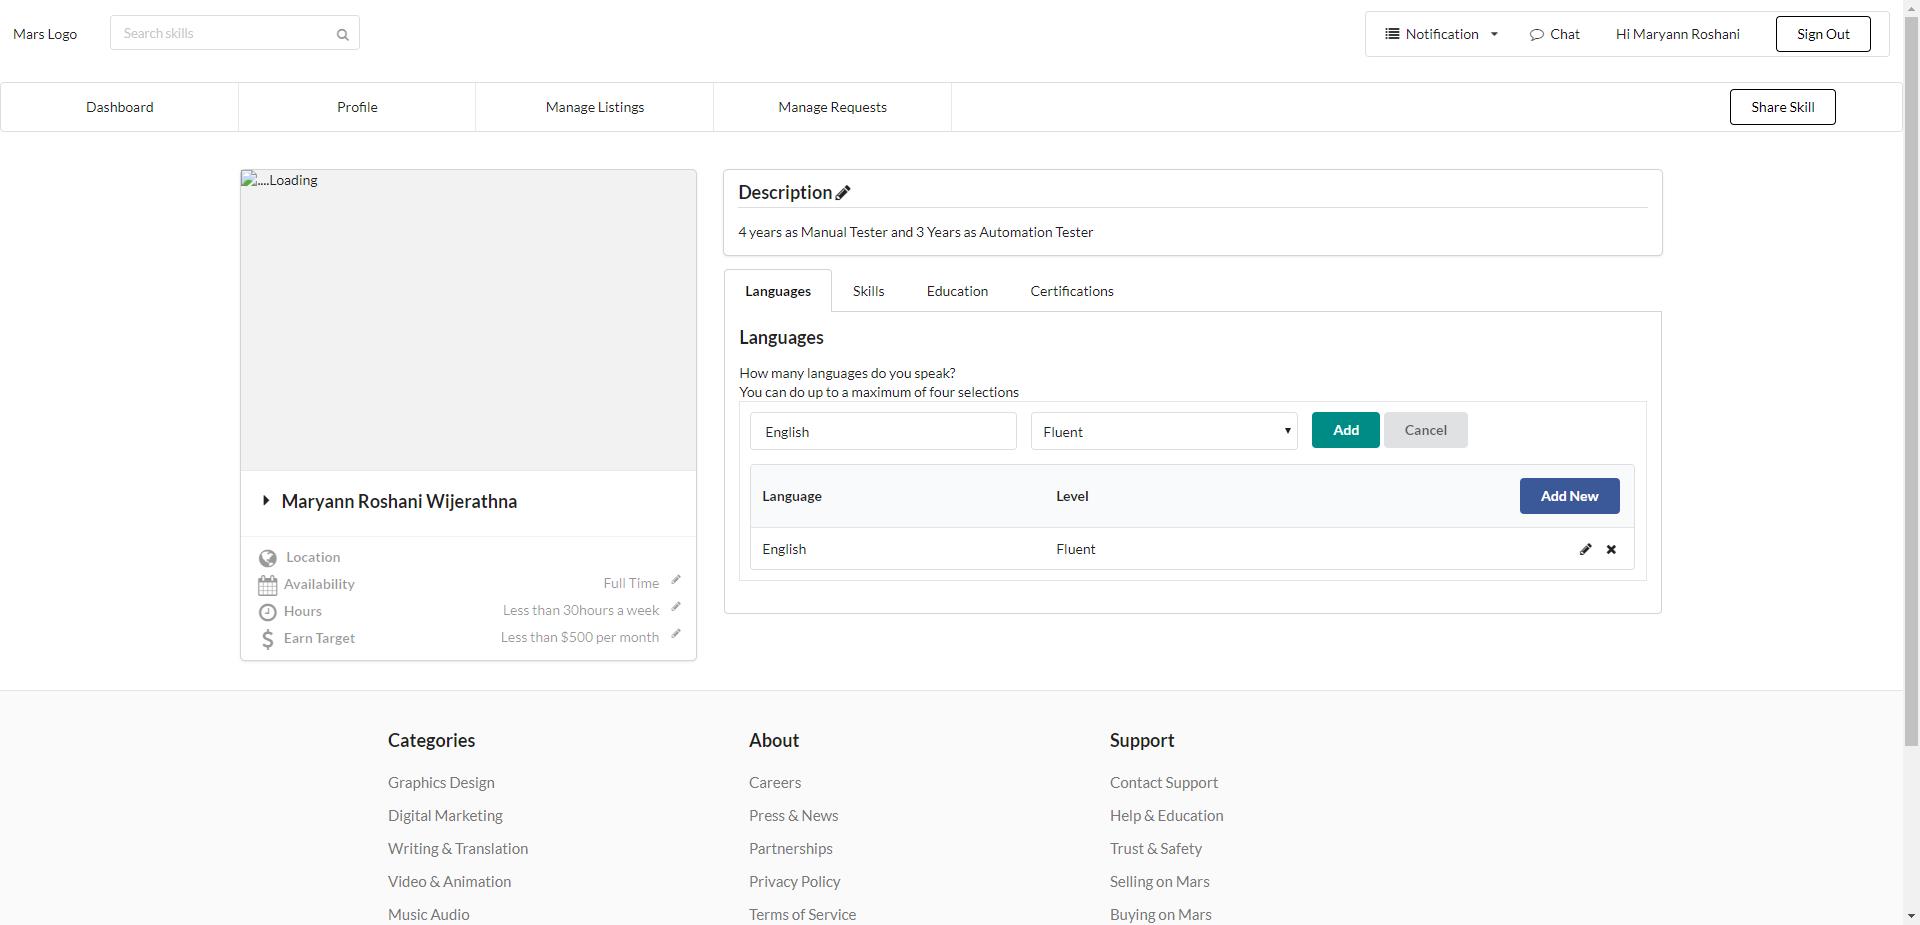 Mars Logo
Search skills
Notification
Chat
Hi Maryann Roshani
Sign Out
Dashboard
Profile
Manage Listings
Manage Requests
Share Skill
....Loading
Maryann Roshani Wijerathna
Location
Availability
Full Time
Hours
Less than 30hours a week
Earn Target
Less than $500 per month
Description
4 years as Manual Tester and 3 Years as Automation Tester
Languages
Skills
Education
Certifications
Languages
How many languages do you speak?
You can do up to a maximum of four selections
English
Fluent
Add
Cancel
Language
Level
Add New
English
Fluent
Categories
Graphics Design
Digital Marketing
Writing & Translation
Video & Animation
Music Audio
About
Careers
Press & News
Partnerships
Privacy Policy
Terms of Service
Support
Contact Support
Help & Education
Trust & Safety
Selling on Mars
Buying on Mars